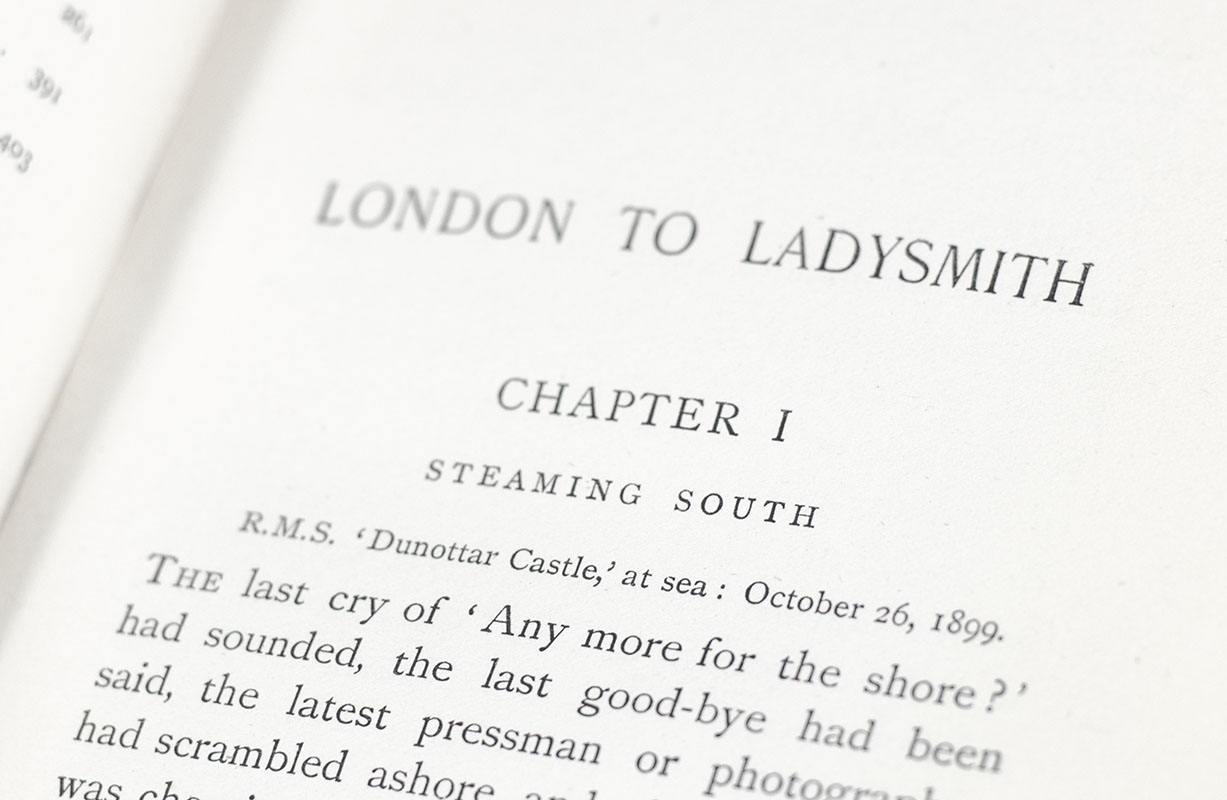 261
391
403
LONDON TO LADYSMITH
CHAPTER I
STEAMING SOUTH
R.M.S. ‘Dunottar Castle,’ at sea : October 26, 1899.
THE last cry of ‘Any more for the shore?’
had sounded, the last good-bye had been
said, the latest pressman or
had scrambled ashore
was